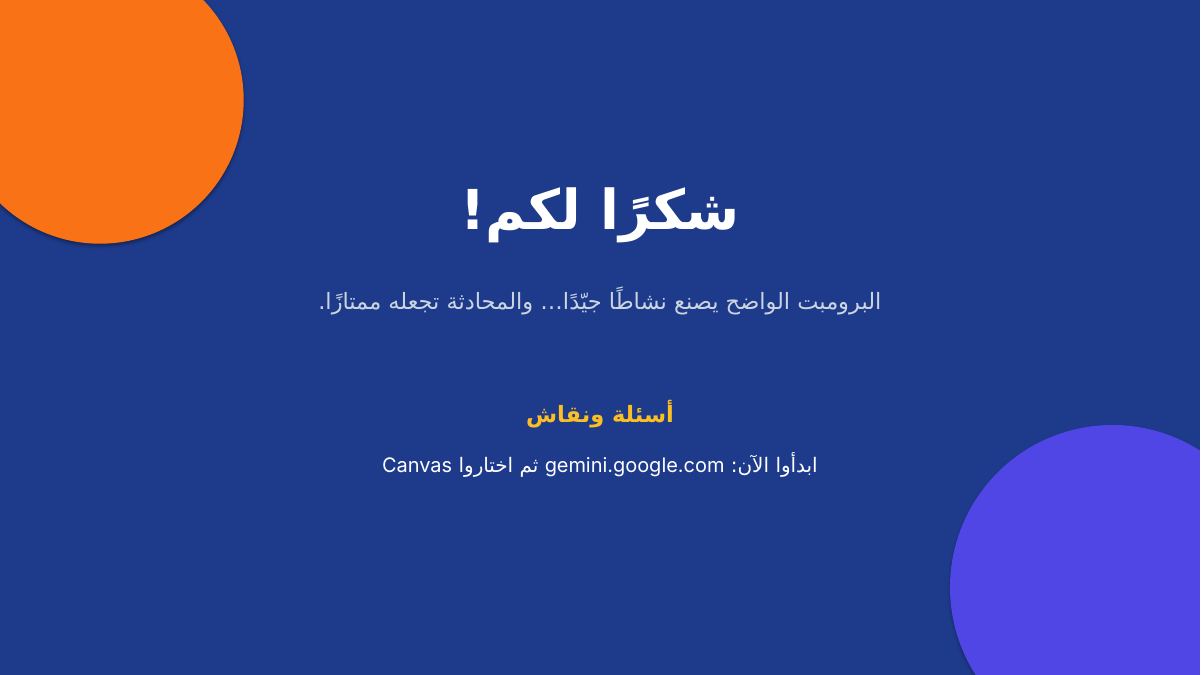 شكرًا لكم!
البرومبت الواضح يصنع نشاطًا جيّدًا... والمحادثة تجعله ممتازًا.
أسئلة ونقاش
ابدأوا الآن: gemini.google.com ثم اختاروا Canvas